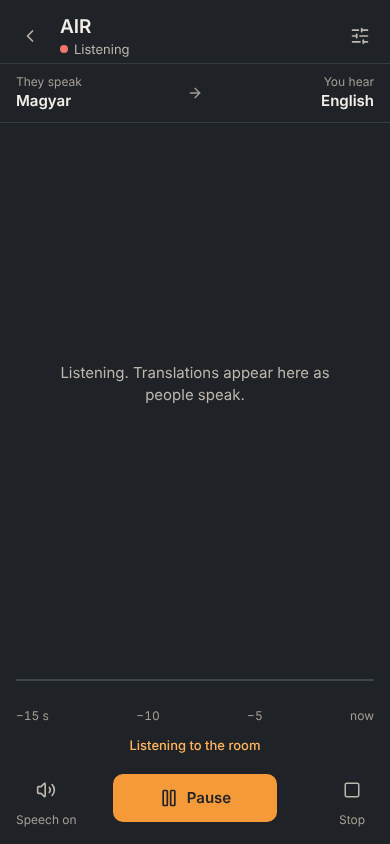 AIR
Listening
They speak
Magyar
You hear
English
Listening. Translations appear here as
people speak.
−15 s
−10
−5
now
Listening to the room
Speech on
Pause
Stop